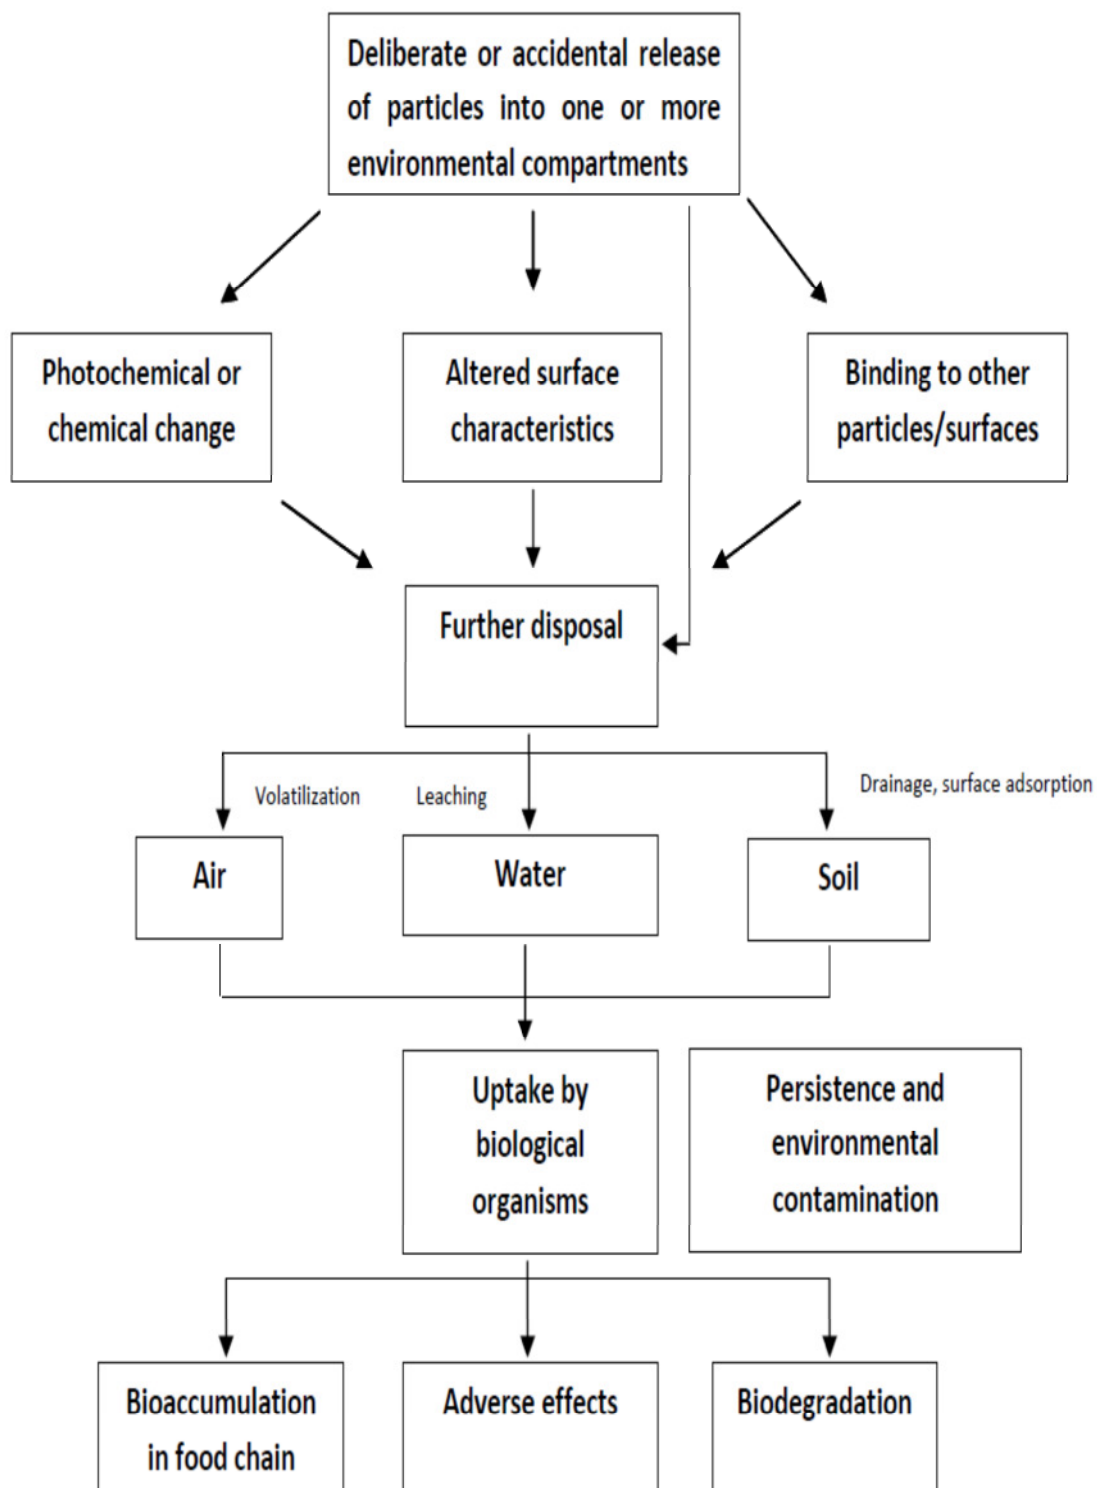 Deliberate or accidental release
of particles into one or more
environmental compartments
Photochemical or
chemical change
Altered surface
characteristics
Binding to other
particles/surfaces
Further disposal
Volatilization
Leaching
Drainage, surface adsorption
Air
Water
Soil
Uptake by
biological
organisms
Persistence and
environmental
contamination
Bioaccumulation
in food chain
Adverse effects
Biodegradation